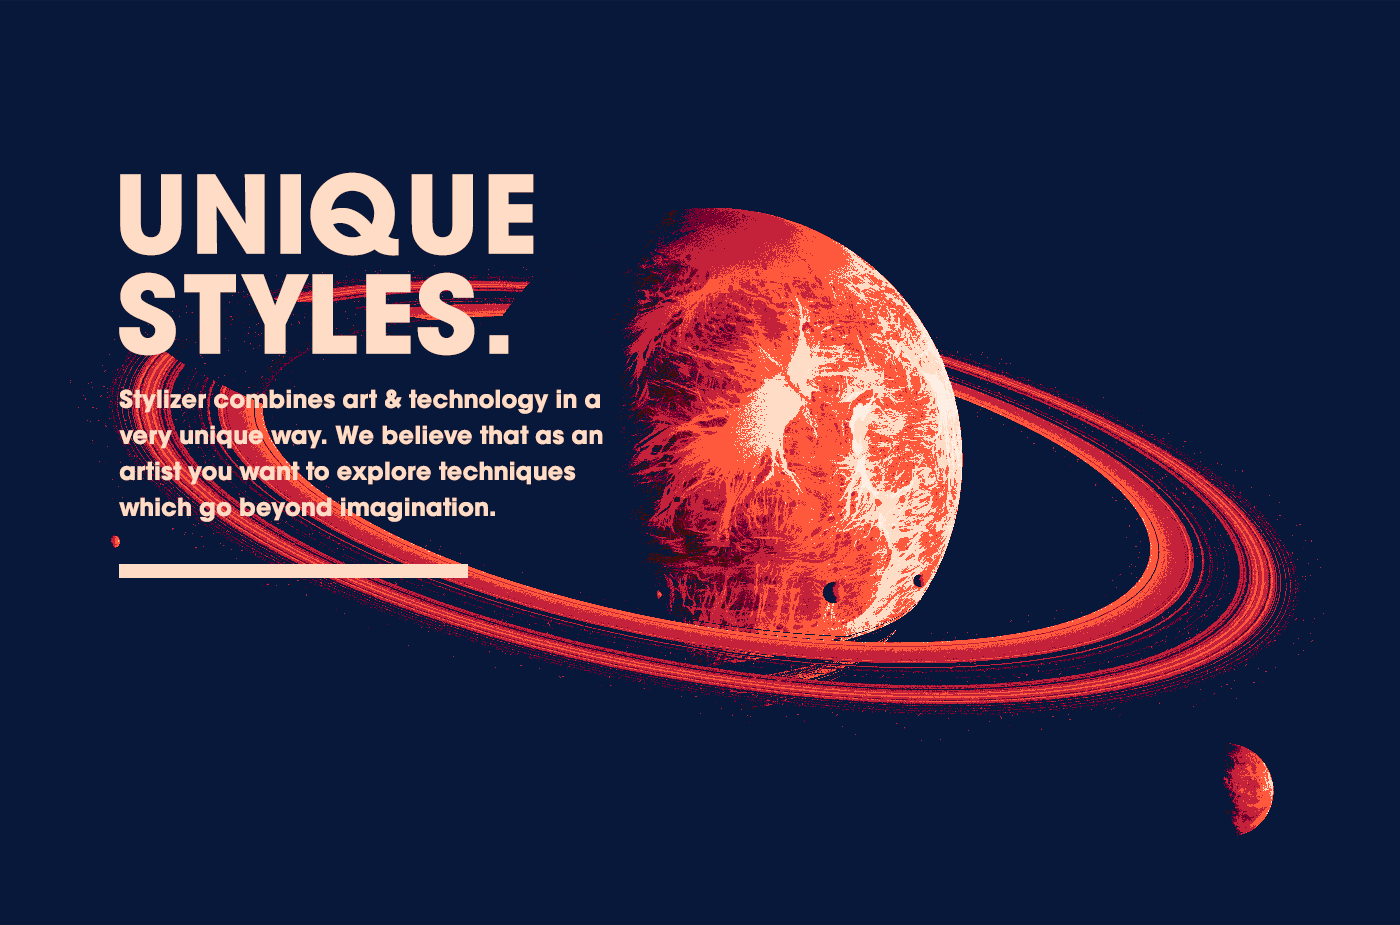 UNIQUE
STYLES.
Stylizer combines art & technology in a
very unique way. We believe that as an
artist you want to explore techniques
which go beyond imagination.